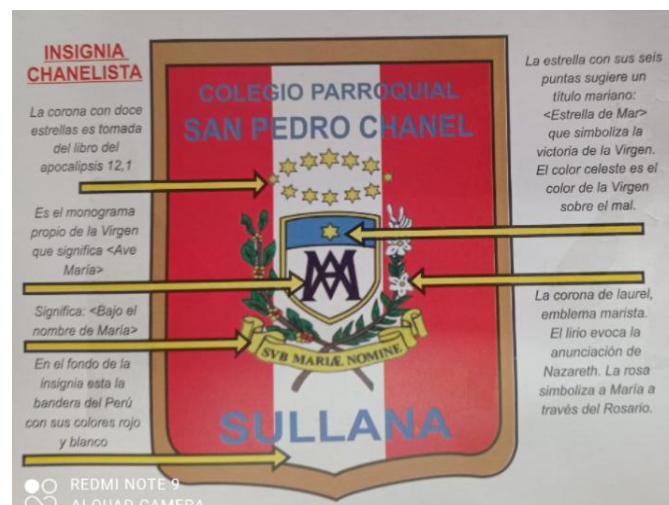 INSIGNIA
CHANELISTA
La corona con doce
estrellas es tomada
del libro del
apocalipsis 12,1
Es el monograma
propio de la Virgen
que significa <Ave
María>
Significa: <Bajo el
nombre de María>
En el fondo de la
insignia esta la
bandera del Perú
con sus colores rojo
y blanco
COLEGIO PARROQUIAL
SAN PEDRO CHANEL
SVB MARIÆ NOMINE
SULLANA
La estrella con sus seis
puntas sugiere un
título mariano:
<Estrella de Mar>
que simboliza la
victoria de la Virgen.
El color celeste es el
color de la Virgen
sobre el mal.
La corona de laurel,
emblema marista.
El lirio evoca la
anunciación de
Nazareth. La rosa
simboliza a María a
través del Rosario.
REDMI NOTE 9
CAMERA